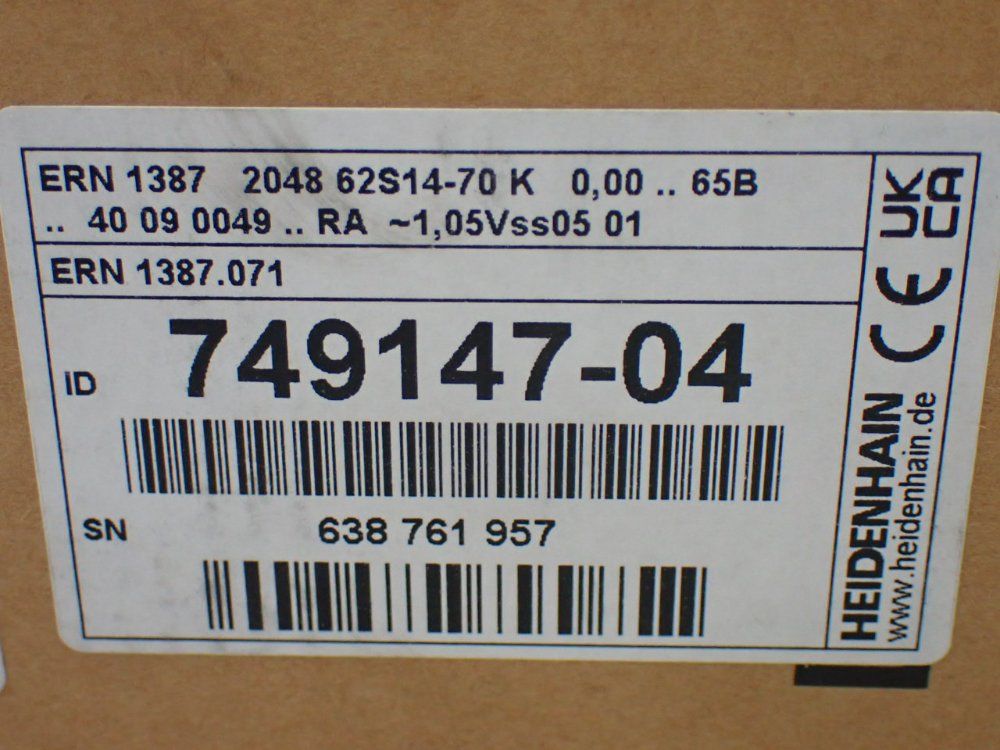 ERN 1387 2048 62S14-70 K 0,00 .. 65B
.. 40 09 0049 .. RA ~1,05Vss05 01
ERN 1387.071
ID 749147-04
SN 638 761 957
HEIDENHAIN
www.heidenhain.de
CE
UK
CA